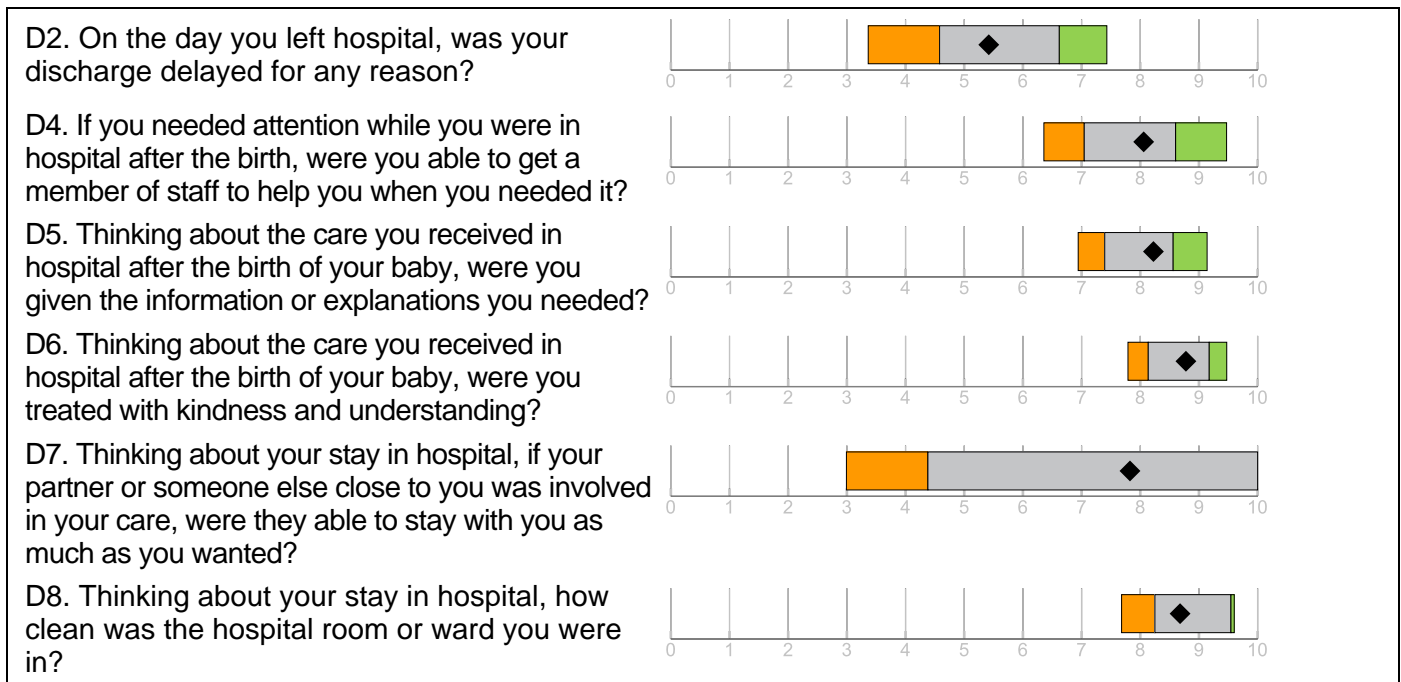 D2. On the day you left hospital, was your
discharge delayed for any reason?
0 1 2 3 4 5 6 7 8 9 10
D4. If you needed attention while you were in
hospital after the birth, were you able to get a
member of staff to help you when you needed it?
0 1 2 3 4 5 6 7 8 9 10
D5. Thinking about the care you received in
hospital after the birth of your baby, were you
given the information or explanations you needed?
0 1 2 3 4 5 6 7 8 9 10
D6. Thinking about the care you received in
hospital after the birth of your baby, were you
treated with kindness and understanding?
0 1 2 3 4 5 6 7 8 9 10
D7. Thinking about your stay in hospital, if your
partner or someone else close to you was involved
in your care, were they able to stay with you as
much as you wanted?
0 1 2 3 4 5 6 7 8 9 10
D8. Thinking about your stay in hospital, how
clean was the hospital room or ward you were
in?
0 1 2 3 4 5 6 7 8 9 10